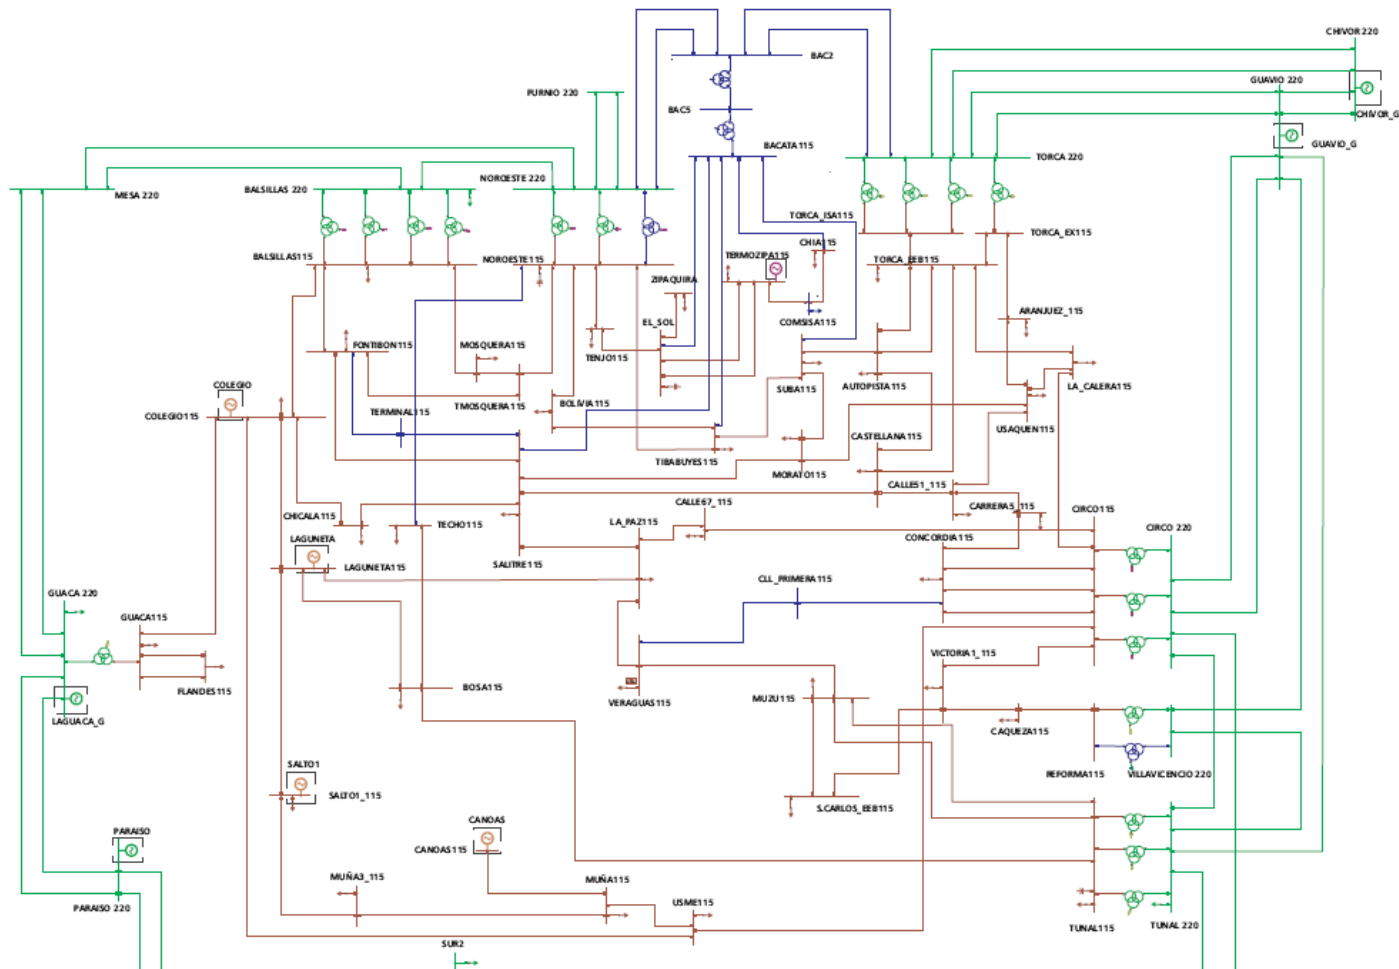 CHIVOR 220
BAC2
GUAVIO 220
PURNIO 220
BAC5
CHIVOR_G
GUAVIO_G
BACATA115
TORCA 220
NOROESTE 220
BALSILLAS 220
MESA 220
TORCA_ISA115
TORCA_EX115
CHIA115
BALSILLAS115
NOROESTE115
TERMOZIPA115
TORCA_EEB115
ZIPAQUIRA
ARANJUEZ_115
EL_SOL
COMSISA115
FONTIBON115
MOSQUERA115
TENJO115
COLEGIO
SUBA115
AUTOPISTA115
LA_CALERA115
TMOSQUERA115
BOLIVIA115
COLEGIO115
TERMINAL115
USAQUEN115
CASTELLANA115
TIBABUYES115
MORATO115
CALLE51_115
CALLE67_115
CARRERA5_115
CIRCO115
CHICALA115
TECHO115
LA_PAZ115
CIRCO 220
LAGUNETA
CONCORDIA115
LAGUNETA115
SALITRE115
CLL_PRIMERA115
GUACA 220
GUACA115
VICTORIA1_115
BOSA115
FLANDES115
VERAGUAS115
MUZU115
LAGUACA_G
CAQUEZA115
SALTO1
REFORMA115
VILLAVICENCIO 220
SALTO1_115
S.CARLOS_EEB115
CANOAS
PARAISO
CANOAS115
MUÑA3_115
MUÑA115
USME115
PARAISO 220
TUNAL115
TUNAL 220
SUR2